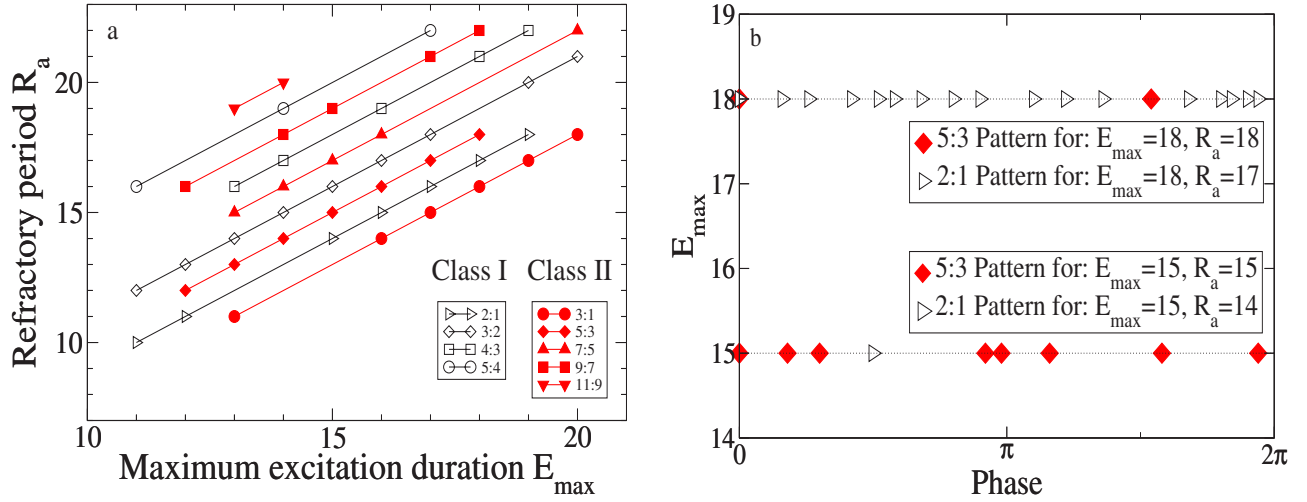 a
Refractory period R_a
20
15
10
10
15
20
Maximum excitation duration E_max
Class I
2:1
3:2
4:3
5:4
Class II
3:1
5:3
7:5
9:7
11:9
b
E_max
19
18
17
16
15
14
5:3 Pattern for: E_max=18, R_a=18
2:1 Pattern for: E_max=18, R_a=17
5:3 Pattern for: E_max=15, R_a=15
2:1 Pattern for: E_max=15, R_a=14
0
π
2π
Phase